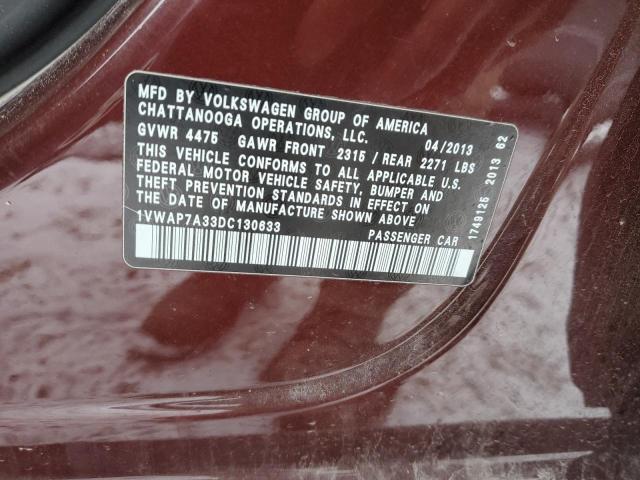 MFD BY VOLKSWAGEN GROUP OF AMERICA
CHATTANOOGA OPERATIONS, LLC. 04/2013
GVWR 4475 GAWR FRONT 2315 / REAR 2271 LBS
THIS VEHICLE CONFORMS TO ALL APPLICABLE U.S.
FEDERAL MOTOR VEHICLE SAFETY, BUMPER AND
THEFT PREVENTION STANDARDS IN EFFECT ON
THE DATE OF MANUFACTURE SHOWN ABOVE
1VWAP7A33DC130633 PASSENGER CAR
1749125 2013 62